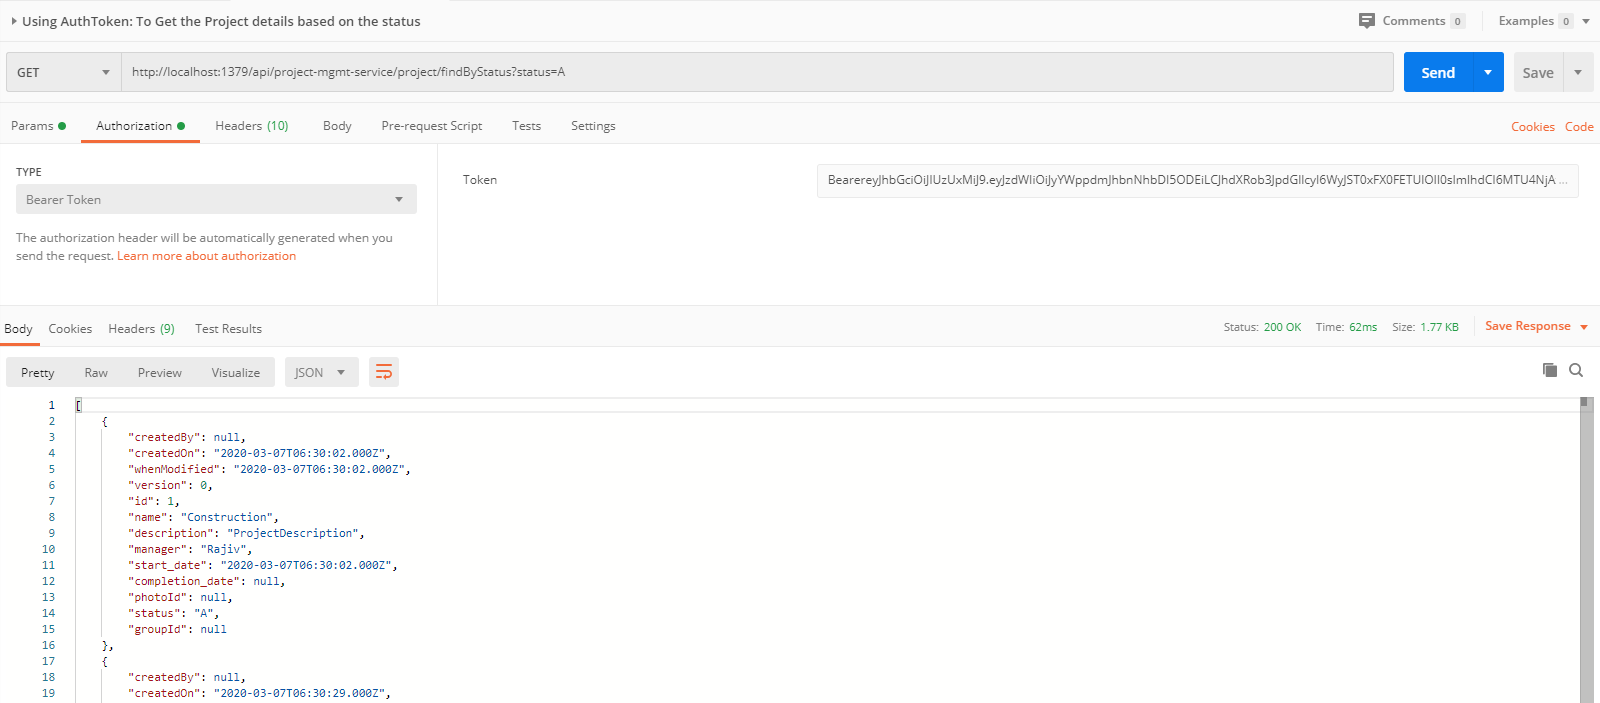 Using AuthToken: To Get the Project details based on the status
Comments 0 Examples 0
GET http://localhost:1379/api/project-mgmt-service/project/findByStatus?status=A Send Save
Params Authorization Headers (10) Body Pre-request Script Tests Settings Cookies Code
TYPE
Bearer Token
The authorization header will be automatically generated when you
send the request. Learn more about authorization
Token
Body Cookies Headers (9) Test Results Status: 200 OK Time: 62ms Size: 1.77 KB Save Response
Pretty Raw Preview Visualize JSON
1 [
2 {
3 "createdBy": null,
4 "createdOn": "2020-03-07T06:30:02.000Z",
5 "whenModified": "2020-03-07T06:30:02.000Z",
6 "version": 0,
7 "id": 1,
8 "name": "Construction",
9 "description": "ProjectDescription",
10 "manager": "Rajiv",
11 "start_date": "2020-03-07T06:30:02.000Z",
12 "completion_date": null,
13 "photoId": null,
14 "status": "A",
15 "groupId": null
16 },
17 {
18 "createdBy": null,
19 "createdOn": "2020-03-07T06:30:29.000Z",